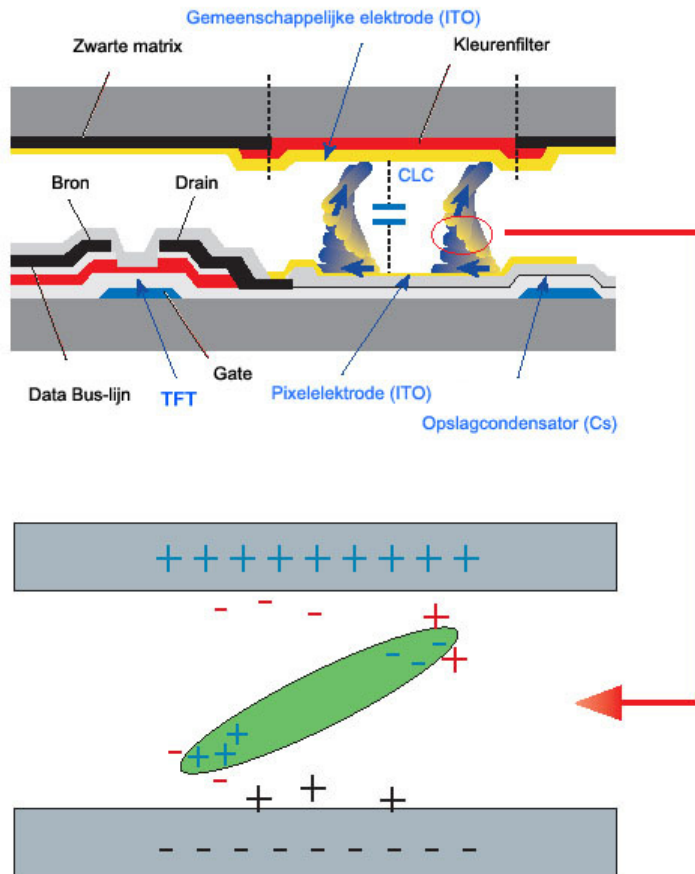 Gemeenschappelijke elektrode (ITO)
Zwarte matrix
Kleurenfilter
CLC
Bron
Drain
Data Bus-lijn
TFT
Gate
Pixelelektrode (ITO)
Opslagcondensator (Cs)
+ + + + + + + + +
- - -
+
- - -
+
- + + +
-
+ + +
- - - - - - - - -